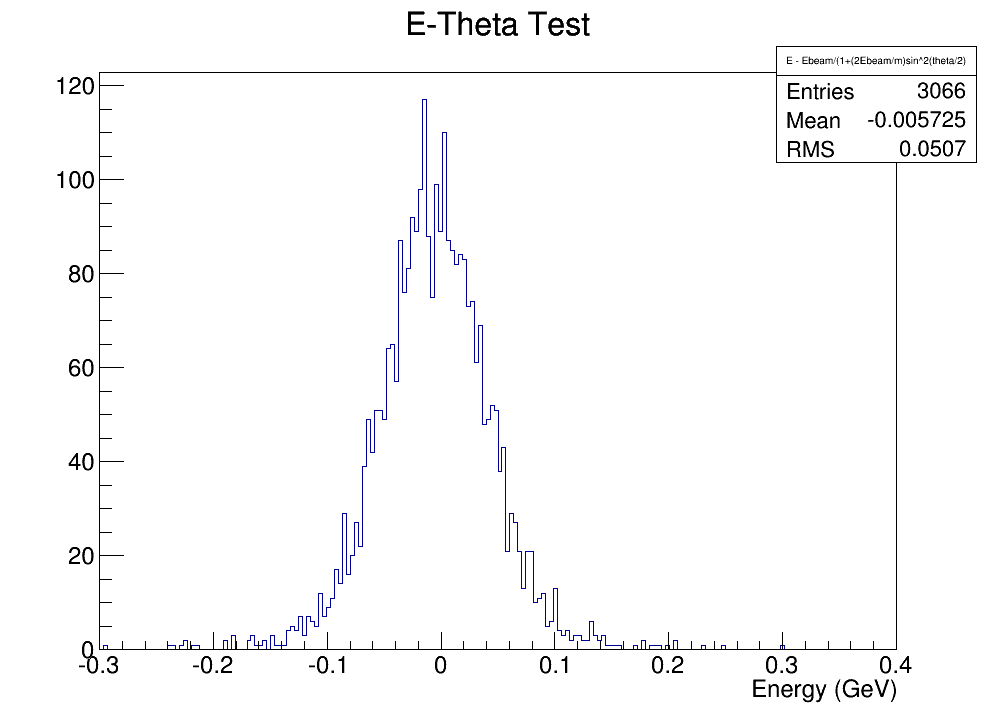 E-Theta Test
E - Ebeam/(1+(2Ebeam/m)sin^2(theta/2)
Entries 3066
Mean -0.005725
RMS 0.0507
120
100
80
60
40
20
0
-0.3 -0.2 -0.1 0 0.1 0.2 0.3 0.4
Energy (GeV)